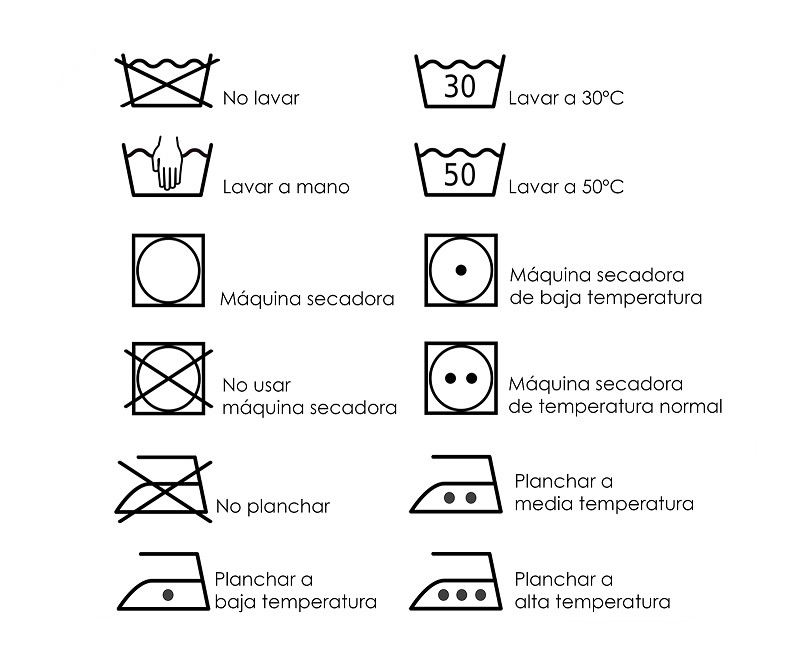 No lavar
30
Lavar a 30°C
Lavar a mano
50
Lavar a 50°C
Máquina secadora
Máquina secadora
de baja temperatura
No usar
máquina secadora
Máquina secadora
de temperatura normal
No planchar
Planchar a
media temperatura
Planchar a
baja temperatura
Planchar a
alta temperatura